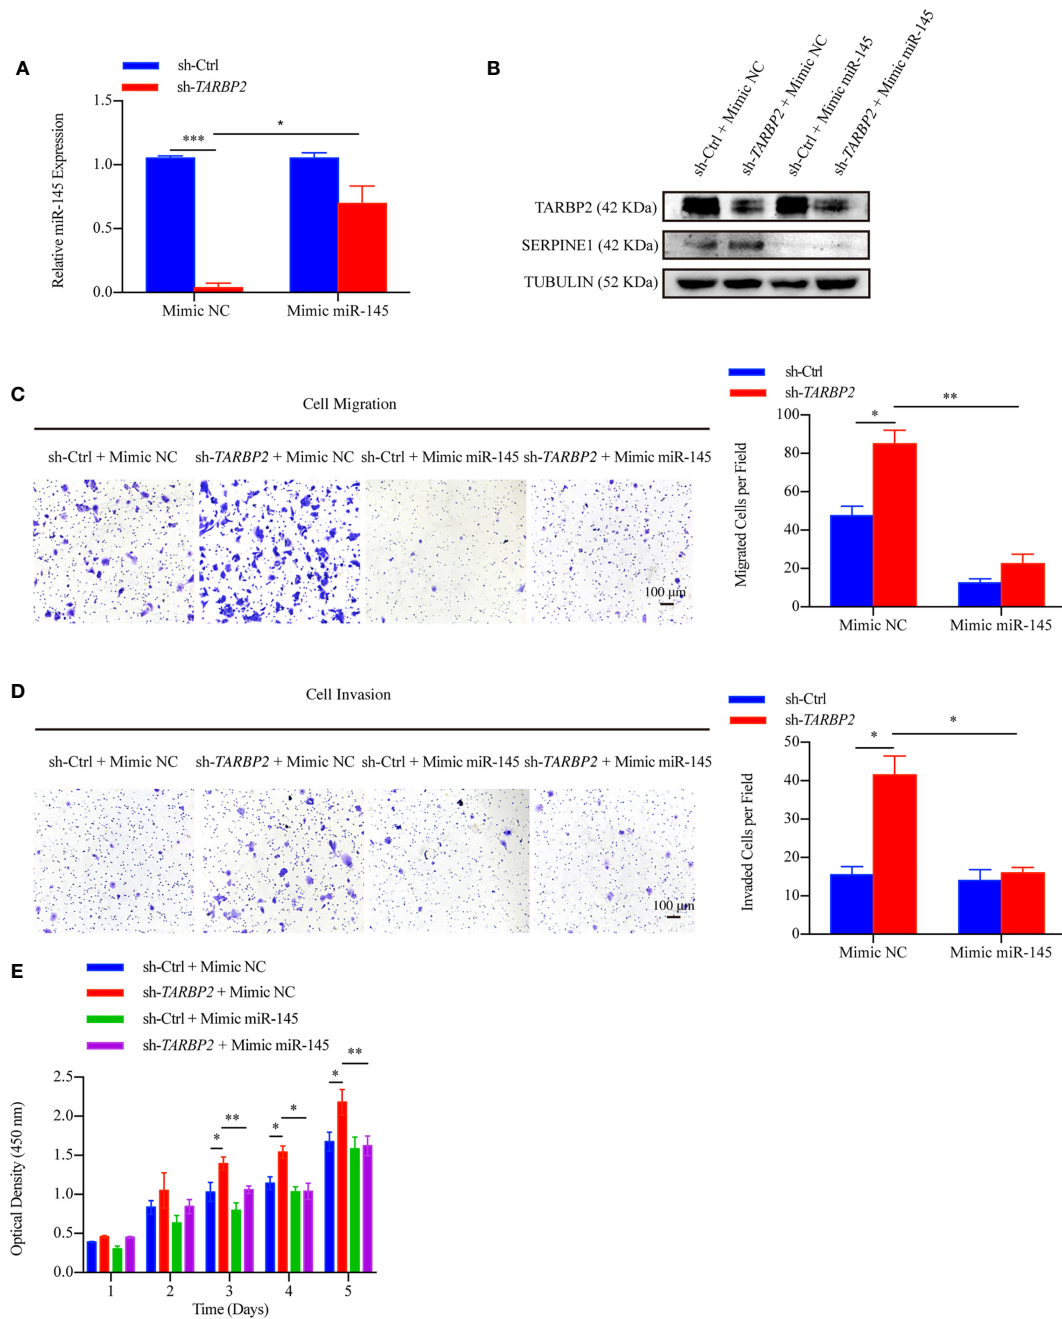 A
sh-Ctrl
sh-TARBP2
Relative miR-145 Expression
1.5
1.0
0.5
0.0
***
*
Mimic NC
Mimic miR-145
B
sh-Ctrl + Mimic NC
sh-TARBP2 + Mimic NC
sh-Ctrl + Mimic miR-145
sh-TARBP2 + Mimic miR-145
TARBP2 (42 KDa)
SERPINE1 (42 KDa)
TUBULIN (52 KDa)
C
Cell Migration
sh-Ctrl + Mimic NC sh-TARBP2 + Mimic NC sh-Ctrl + Mimic miR-145 sh-TARBP2 + Mimic miR-145
100 μm
sh-Ctrl
sh-TARBP2
Migrated Cells per Field
100
80
60
40
20
0
*
**
Mimic NC
Mimic miR-145
D
Cell Invasion
sh-Ctrl + Mimic NC sh-TARBP2 + Mimic NC sh-Ctrl + Mimic miR-145 sh-TARBP2 + Mimic miR-145
100 μm
sh-Ctrl
sh-TARBP2
Invaded Cells per Field
50
40
30
20
10
0
*
*
Mimic NC
Mimic miR-145
E
sh-Ctrl + Mimic NC
sh-TARBP2 + Mimic NC
sh-Ctrl + Mimic miR-145
sh-TARBP2 + Mimic miR-145
Optical Density (450 nm)
2.5
2.0
1.5
1.0
0.5
0.0
*
**
*
*
*
**
1 2 3 4 5
Time (Days)